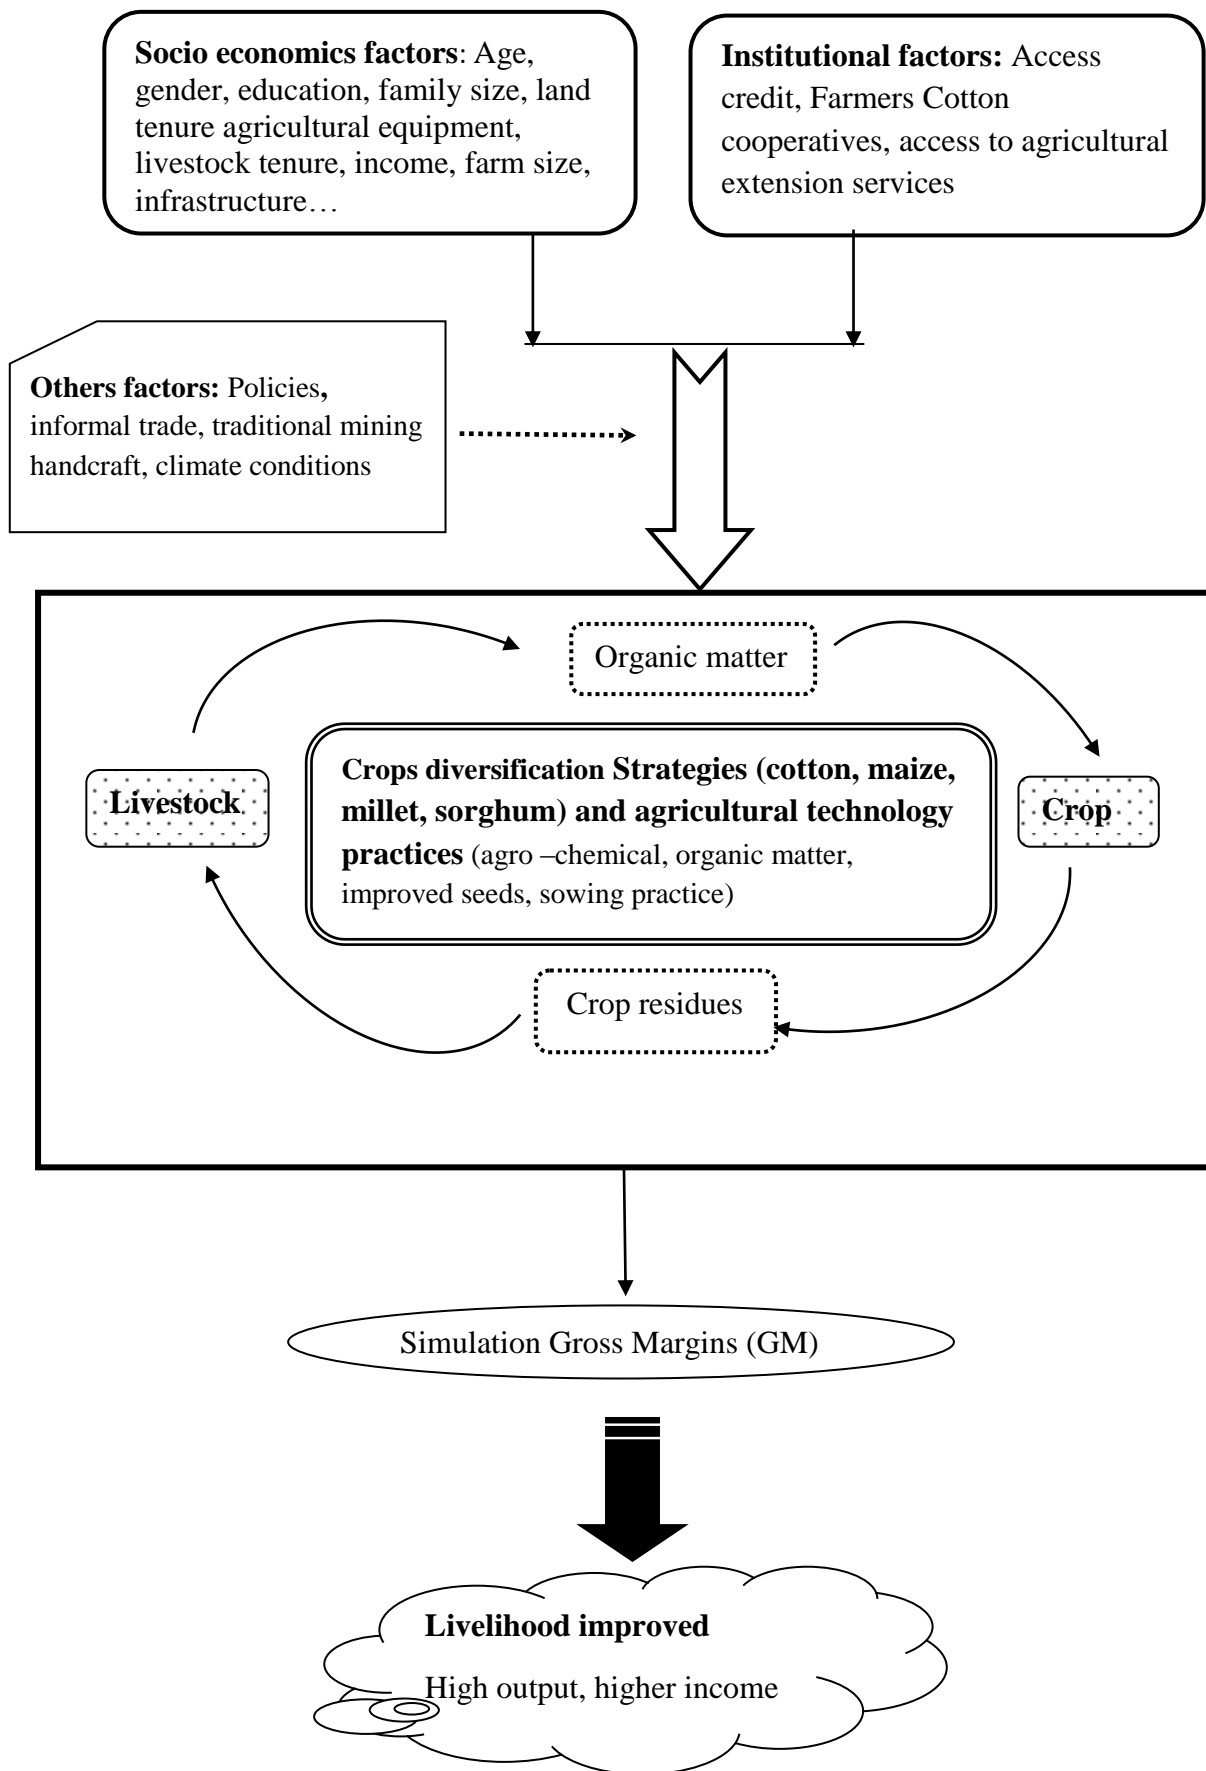 Socio economics factors: Age,
gender, education, family size, land
tenure agricultural equipment,
livestock tenure, income, farm size,
infrastructure…
Institutional factors: Access
credit, Farmers Cotton
cooperatives, access to agricultural
extension services
Others factors: Policies,
informal trade, traditional mining
handcraft, climate conditions
Organic matter
Livestock
Crops diversification Strategies (cotton, maize,
millet, sorghum) and agricultural technology
practices (agro –chemical, organic matter,
improved seeds, sowing practice)
Crop
Crop residues
Simulation Gross Margins (GM)
Livelihood improved
High output, higher income